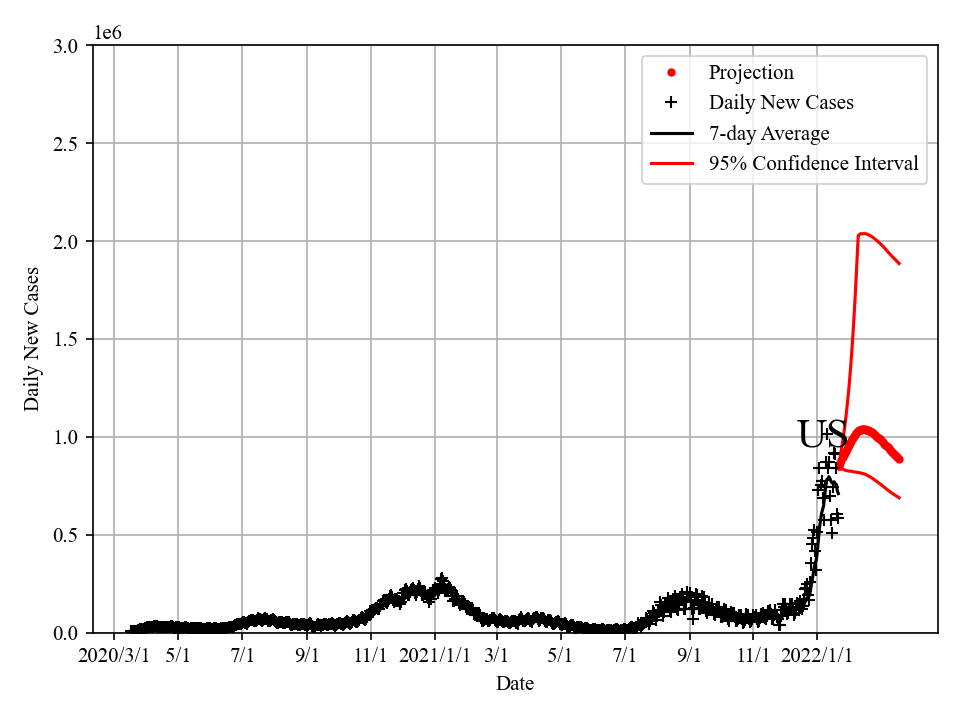 1e6
3.0
2.5
2.0
1.5
1.0
0.5
0.0
Daily New Cases
Projection
Daily New Cases
7-day Average
95% Confidence Interval
US
2020/3/1 5/1 7/1 9/1 11/1 2021/1/1 3/1 5/1 7/1 9/1 11/1 2022/1/1
Date